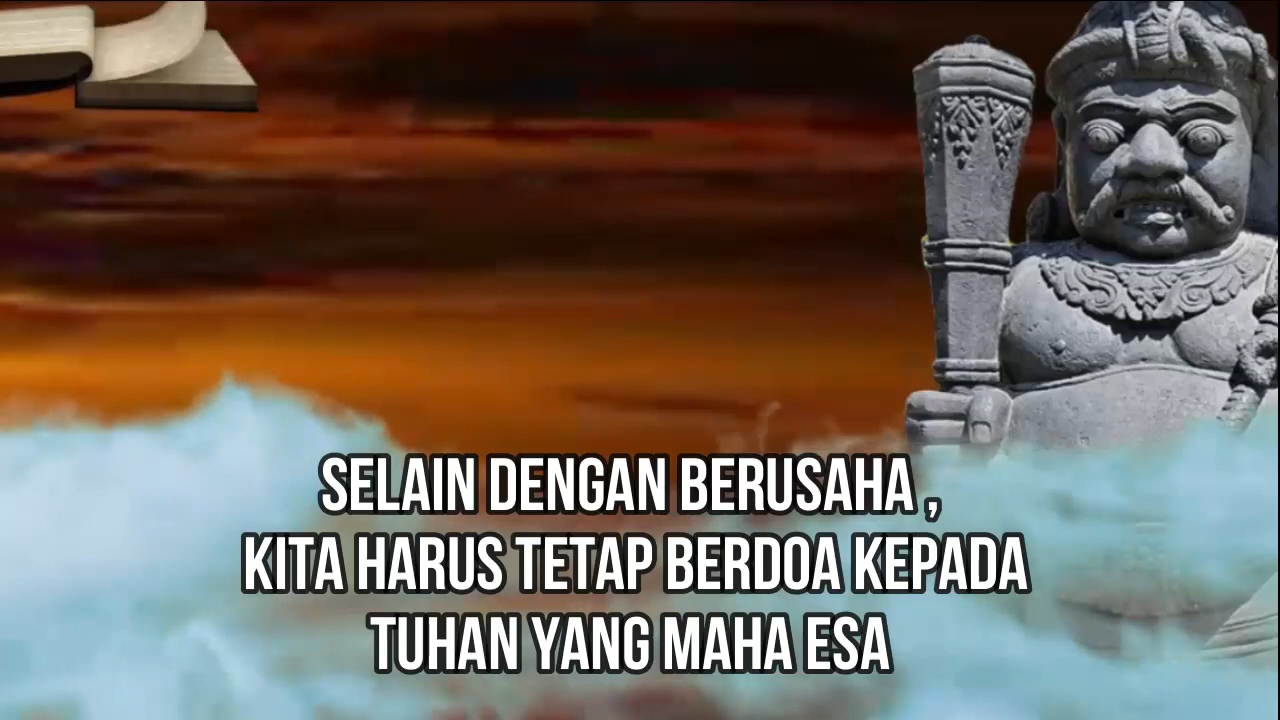 SELAIN DENGAN BERUSAHA ,
KITA HARUS TETAP BERDOA KEPADA
TUHAN YANG MAHA ESA